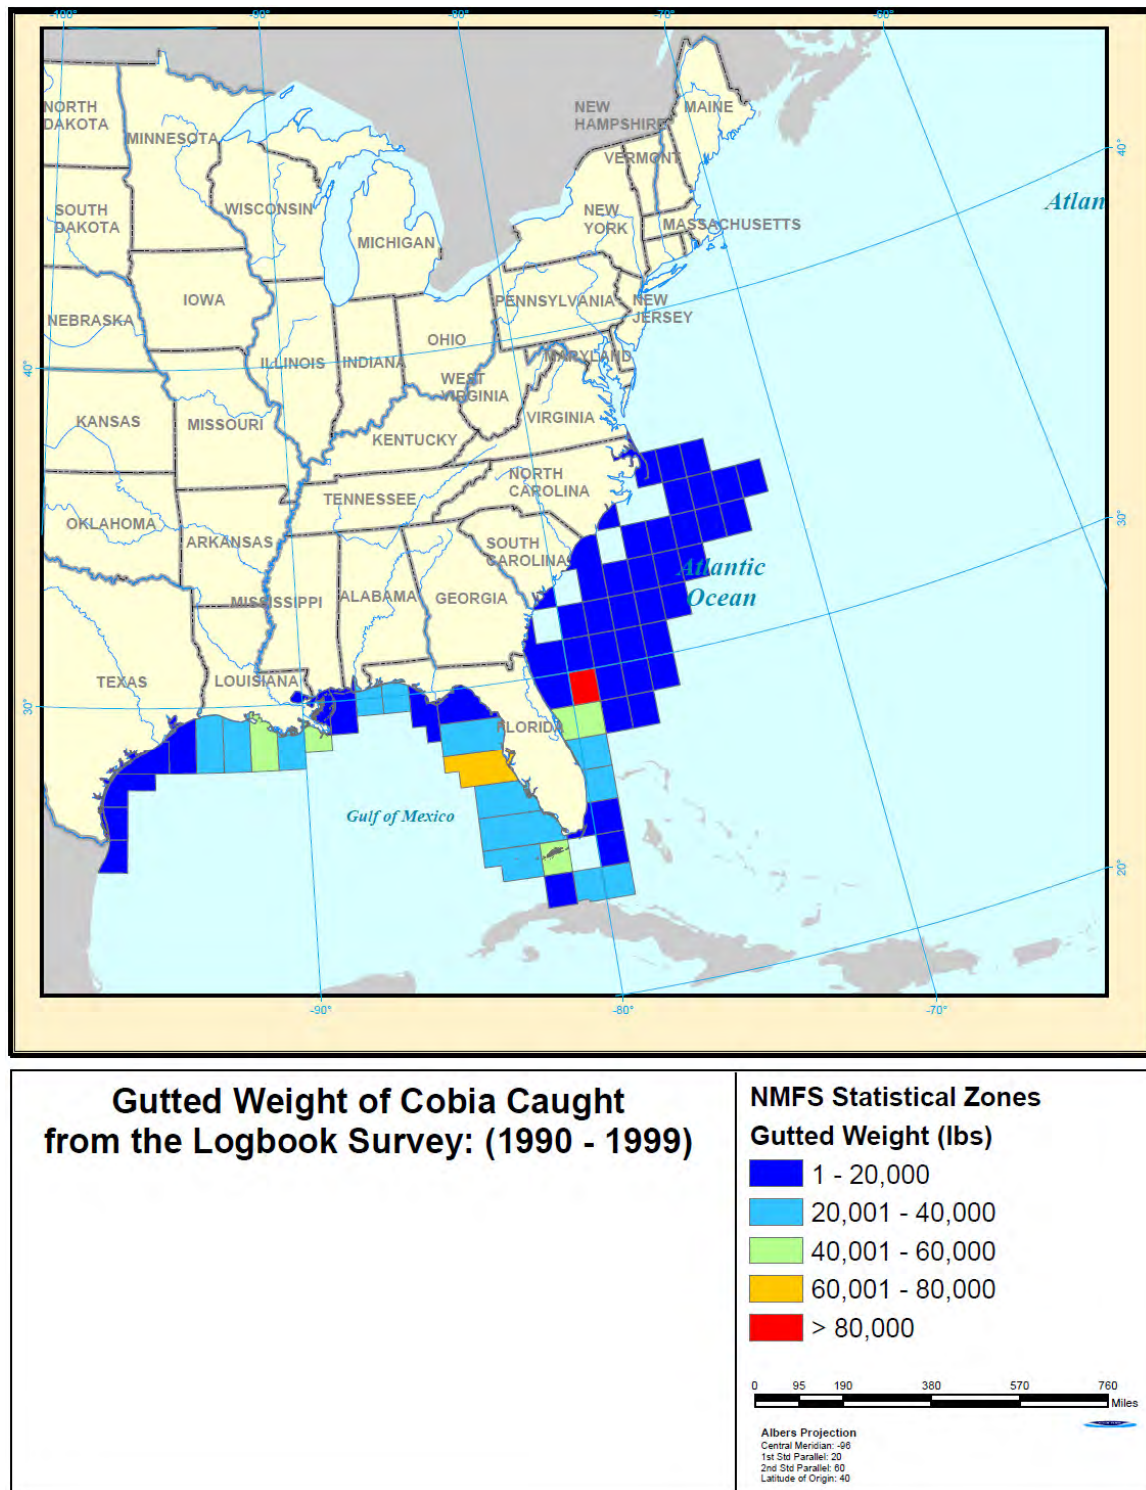 -100°
-90°
-80°
-70°
-60°
NORTH
DAKOTA
MINNESOTA
NEW
HAMPSHIRE
MAINE
VERMONT
40°
SOUTH
DAKOTA
WISCONSIN
MICHIGAN
NEW
YORK
MASSACHUSETTS
Atlan
IOWA
NEBRASKA
PENNSYLVANIA
NEW
JERSEY
OHIO
ILLINOIS
INDIANA
MARYLAND
40°
WEST
VIRGINIA
KANSAS
MISSOURI
VIRGINIA
KENTUCKY
NORTH
CAROLINA
TENNESSEE
30°
OKLAHOMA
ARKANSAS
SOUTH
CAROLINA
Atlantic
Ocean
MISSISSIPPI
ALABAMA
GEORGIA
TEXAS
LOUISIANA
30°
FLORIDA
Gulf of Mexico
20°
-90°
-80°
-70°
Gutted Weight of Cobia Caught
from the Logbook Survey: (1990 - 1999)
NMFS Statistical Zones
Gutted Weight (lbs)
1 - 20,000
20,001 - 40,000
40,001 - 60,000
60,001 - 80,000
> 80,000
0 95 190 380 570 760
Miles
Albers Projection
Central Meridian: -96
1st Std Parallel: 20
2nd Std Parallel: 60
Latitude of Origin: 40